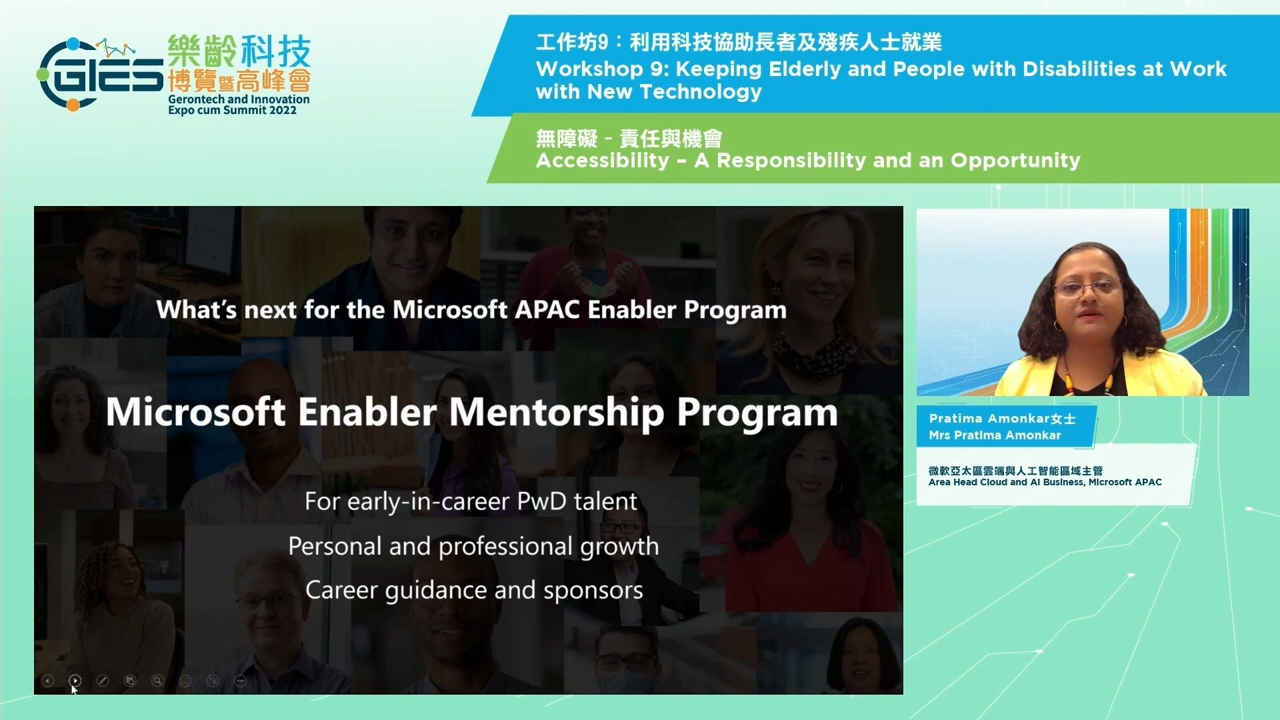 GIES
樂齡科技
博覽暨高峰會
Gerontech and Innovation
Expo cum Summit 2022
工作坊9：利用科技協助長者及殘疾人士就業
Workshop 9: Keeping Elderly and People with Disabilities at Work
with New Technology
無障礙 – 責任與機會
Accessibility – A Responsibility and an Opportunity
What's next for the Microsoft APAC Enabler Program
Microsoft Enabler Mentorship Program
For early-in-career PwD talent
Personal and professional growth
Career guidance and sponsors
Pratima Amonkar女士
Mrs Pratima Amonkar
微軟亞太區雲端與人工智能區域主管
Area Head Cloud and AI Business, Microsoft APAC